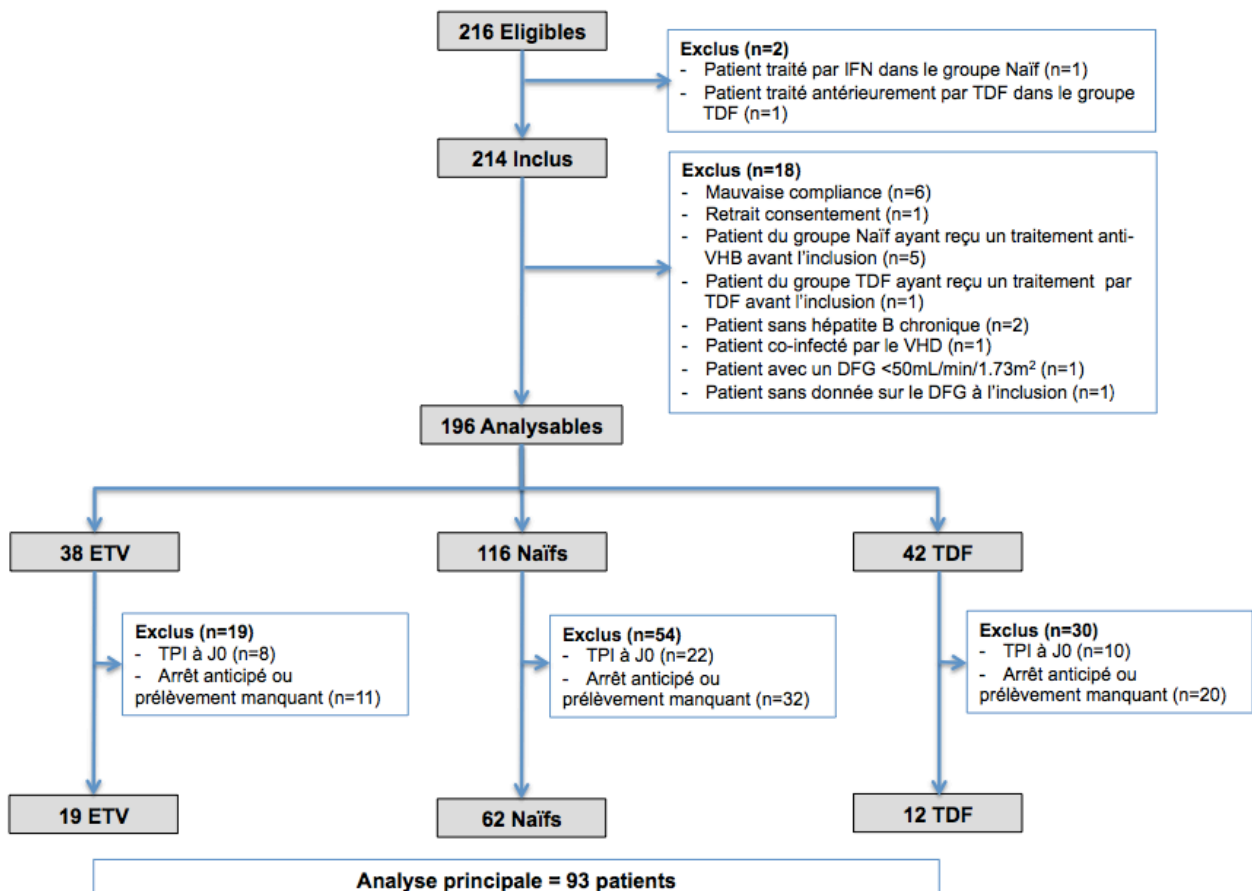 216 Eligibles
Exclus (n=2)
- Patient traité par IFN dans le groupe Naïf (n=1)
- Patient traité antérieurement par TDF dans le groupe
TDF (n=1)
214 Inclus
Exclus (n=18)
- Mauvaise compliance (n=6)
- Retrait consentement (n=1)
- Patient du groupe Naïf ayant reçu un traitement anti-
VHB avant l'inclusion (n=5)
- Patient du groupe TDF ayant reçu un traitement par
TDF avant l'inclusion (n=1)
- Patient sans hépatite B chronique (n=2)
- Patient co-infecté par le VHD (n=1)
- Patient avec un DFG <50mL/min/1.73m² (n=1)
- Patient sans donnée sur le DFG à l'inclusion (n=1)
196 Analysables
38 ETV
116 Naïfs
42 TDF
Exclus (n=19)
- TPI à J0 (n=8)
- Arrêt anticipé ou
prélèvement manquant (n=11)
Exclus (n=54)
- TPI à J0 (n=22)
- Arrêt anticipé ou
prélèvement manquant (n=32)
Exclus (n=30)
- TPI à J0 (n=10)
- Arrêt anticipé ou
prélèvement manquant (n=20)
19 ETV
62 Naïfs
12 TDF
Analyse principale = 93 patients